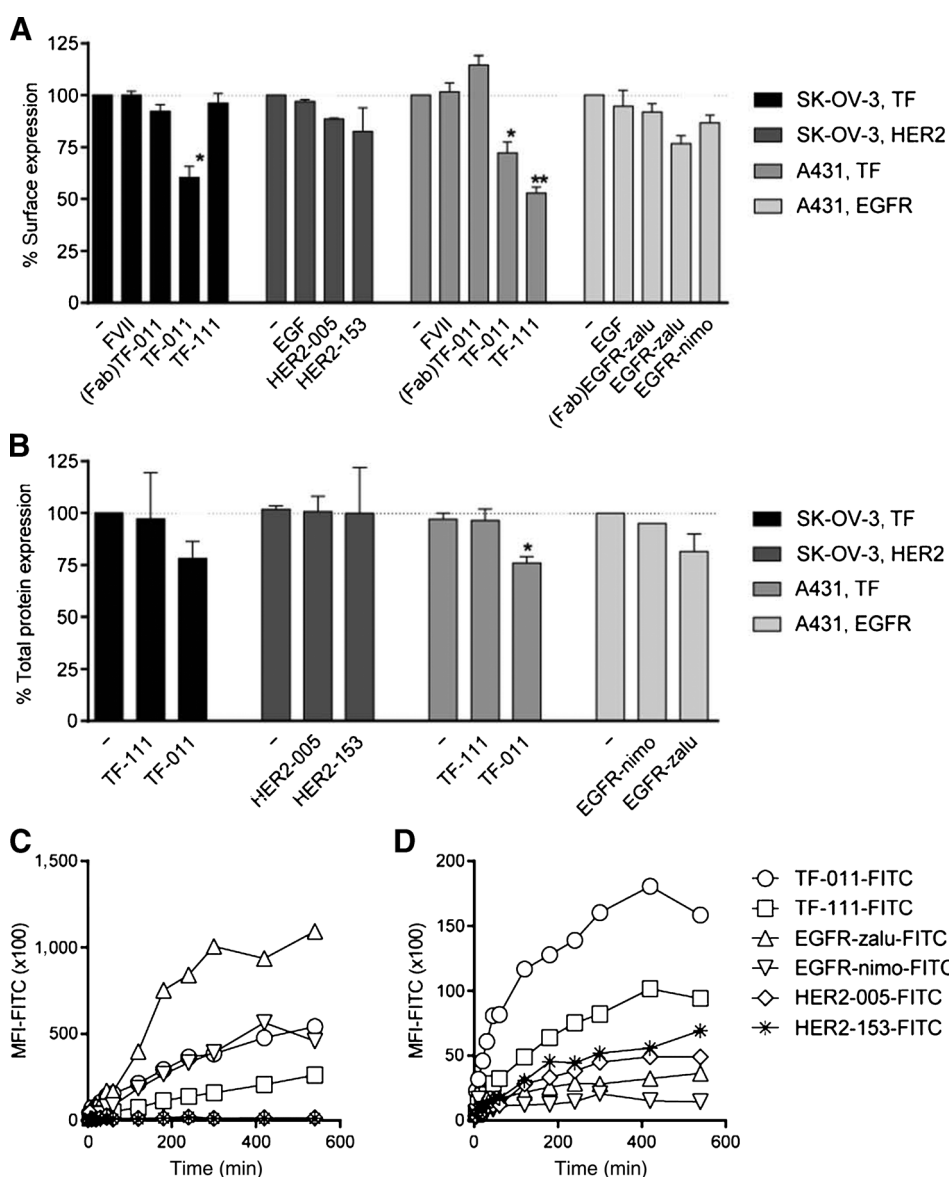 A
% Surface expression
125
100
75
50
25
0
*
*
**
-
FVII
(Fab)TF-011
TF-011
TF-111
-
EGF
HER2-005
HER2-153
-
FVII
(Fab)TF-011
TF-011
TF-111
-
EGF
(Fab)EGFR-zalu
EGFR-zalu
EGFR-nimo
SK-OV-3, TF
SK-OV-3, HER2
A431, TF
A431, EGFR
B
% Total protein expression
125
100
75
50
25
0
*
-
TF-111
TF-011
-
HER2-005
HER2-153
-
TF-111
TF-011
-
EGFR-nimo
EGFR-zalu
SK-OV-3, TF
SK-OV-3, HER2
A431, TF
A431, EGFR
C
MFI-FITC (x100)
1,500
1,000
500
0
0 200 400 600
Time (min)
D
MFI-FITC (x100)
200
150
100
50
0
0 200 400 600
Time (min)
TF-011-FITC
TF-111-FITC
EGFR-zalu-FITC
EGFR-nimo-FITC
HER2-005-FITC
HER2-153-FITC